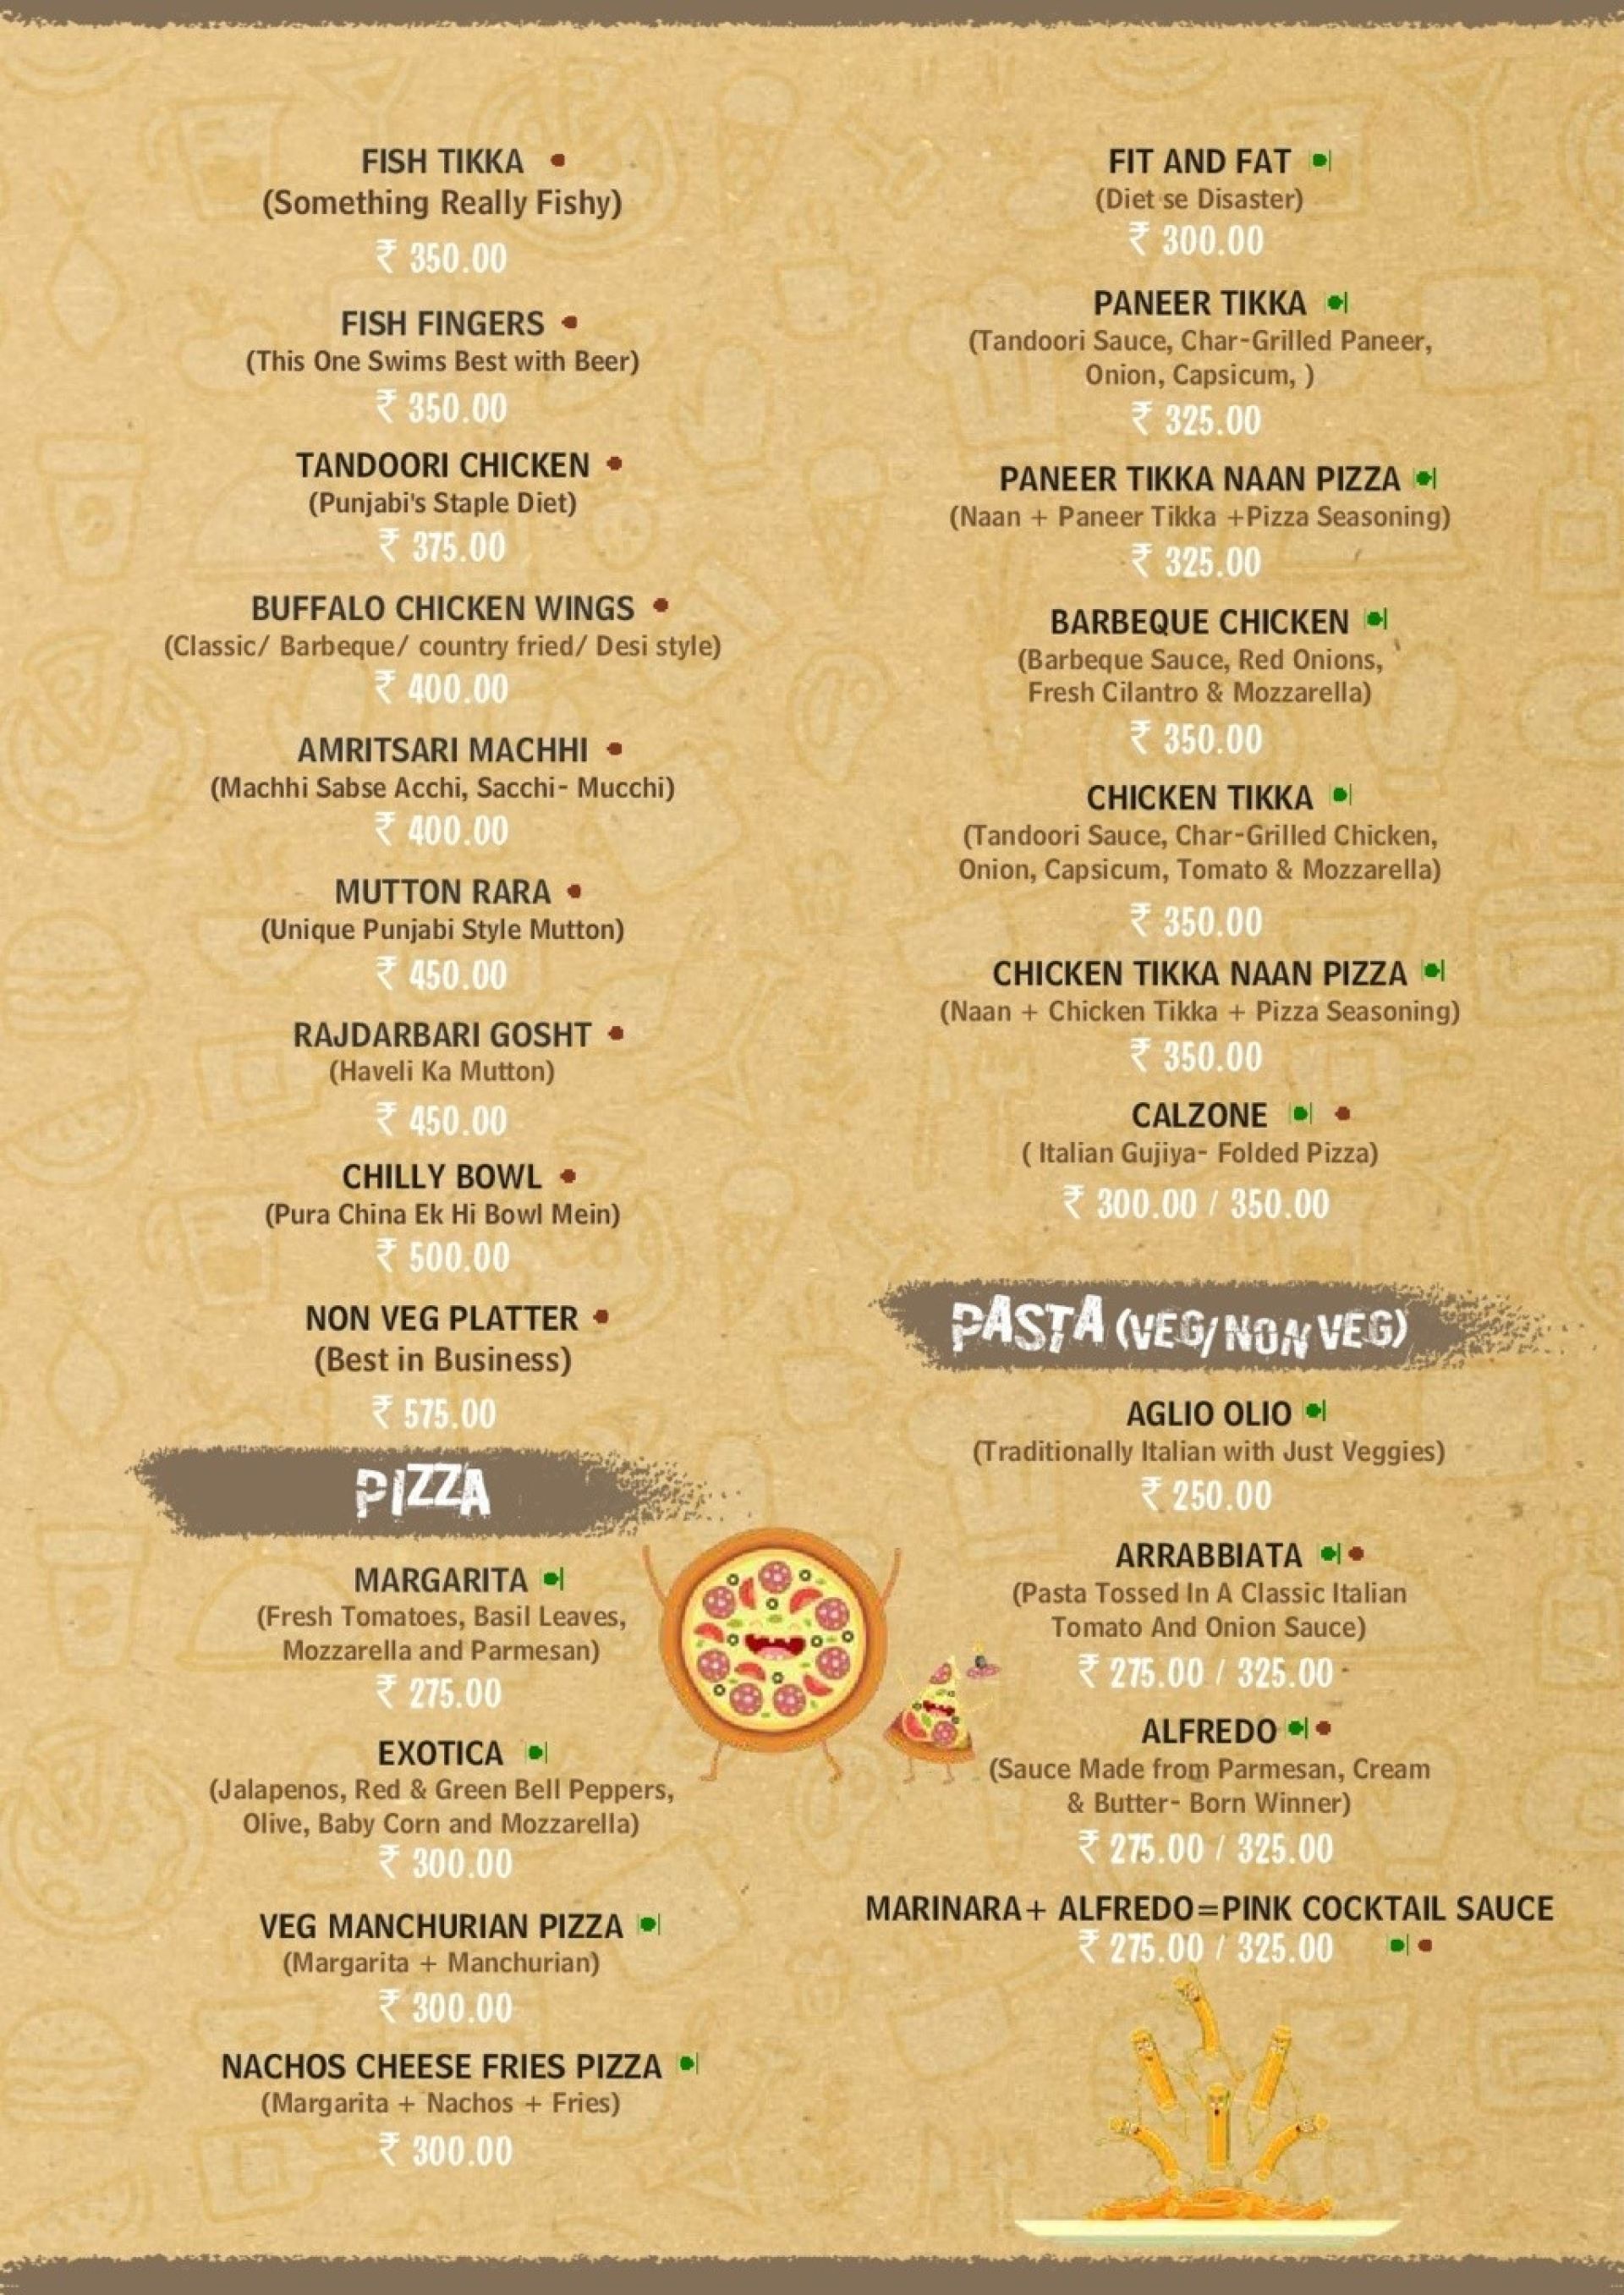 FISH TIKKA
(Something Really Fishy)
₹ 350.00
FISH FINGERS
(This One Swims Best with Beer)
₹ 350.00
TANDOORI CHICKEN
(Punjabi's Staple Diet)
₹ 375.00
BUFFALO CHICKEN WINGS
(Classic/ Barbeque/ country fried/ Desi style)
₹ 400.00
AMRITSARI MACHHI
(Machhi Sabse Acchi, Sacchi- Mucchi)
₹ 400.00
MUTTON RARA
(Unique Punjabi Style Mutton)
₹ 450.00
RAJDARBARI GOSHT
(Haveli Ka Mutton)
₹ 450.00
CHILLY BOWL
(Pura China Ek Hi Bowl Mein)
₹ 500.00
NON VEG PLATTER
(Best in Business)
₹ 575.00
PIZZA
MARGARITA
(Fresh Tomatoes, Basil Leaves,
Mozzarella and Parmesan)
₹ 275.00
EXOTICA
(Jalapenos, Red & Green Bell Peppers,
Olive, Baby Corn and Mozzarella)
₹ 300.00
VEG MANCHURIAN PIZZA
(Margarita + Manchurian)
₹ 300.00
NACHOS CHEESE FRIES PIZZA
(Margarita + Nachos + Fries)
₹ 300.00
FIT AND FAT
(Diet se Disaster)
₹ 300.00
PANEER TIKKA
(Tandoori Sauce, Char-Grilled Paneer,
Onion, Capsicum, )
₹ 325.00
PANEER TIKKA NAAN PIZZA
(Naan + Paneer Tikka +Pizza Seasoning)
₹ 325.00
BARBEQUE CHICKEN
(Barbeque Sauce, Red Onions,
Fresh Cilantro & Mozzarella)
₹ 350.00
CHICKEN TIKKA
(Tandoori Sauce, Char-Grilled Chicken,
Onion, Capsicum, Tomato & Mozzarella)
₹ 350.00
CHICKEN TIKKA NAAN PIZZA
(Naan + Chicken Tikka + Pizza Seasoning)
₹ 350.00
CALZONE
( Italian Gujiya- Folded Pizza)
₹ 300.00 / 350.00
PASTA (VEG/ NON VEG)
AGLIO OLIO
(Traditionally Italian with Just Veggies)
₹ 250.00
ARRABBIATA
(Pasta Tossed In A Classic Italian
Tomato And Onion Sauce)
₹ 275.00 / 325.00
ALFREDO
(Sauce Made from Parmesan, Cream
& Butter- Born Winner)
₹ 275.00 / 325.00
MARINARA+ ALFREDO=PINK COCKTAIL SAUCE
₹ 275.00 / 325.00